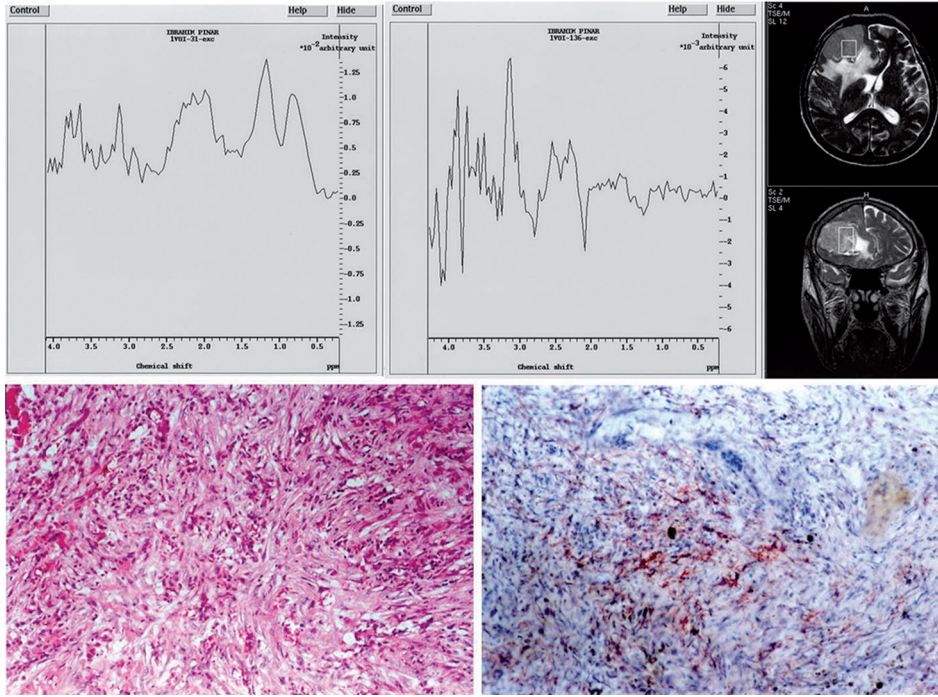 Control Help Hide
IBRAHIM PINAR
1VOI-31-exc
Intensity
*10⁻² arbitrary unit
1.25
1.0
0.75
0.5
0.25
0.0
-0.25
-0.5
-0.75
-1.0
-1.25
4.0 3.5 3.0 2.5 2.0 1.5 1.0 0.5
Chemical shift ppm
Control Help Hide
IBRAHIM PINAR
1VOI-136-exc
Intensity
*10⁻³ arbitrary unit
6
5
4
3
2
1
0
-1
-2
-3
-4
-5
-6
4.0 3.5 3.0 2.5 2.0 1.5 1.0 0.5
Chemical shift ppm
Sc 4
TSE/M
SL 12
A
Sc 2
TSE/M
SL 4
H